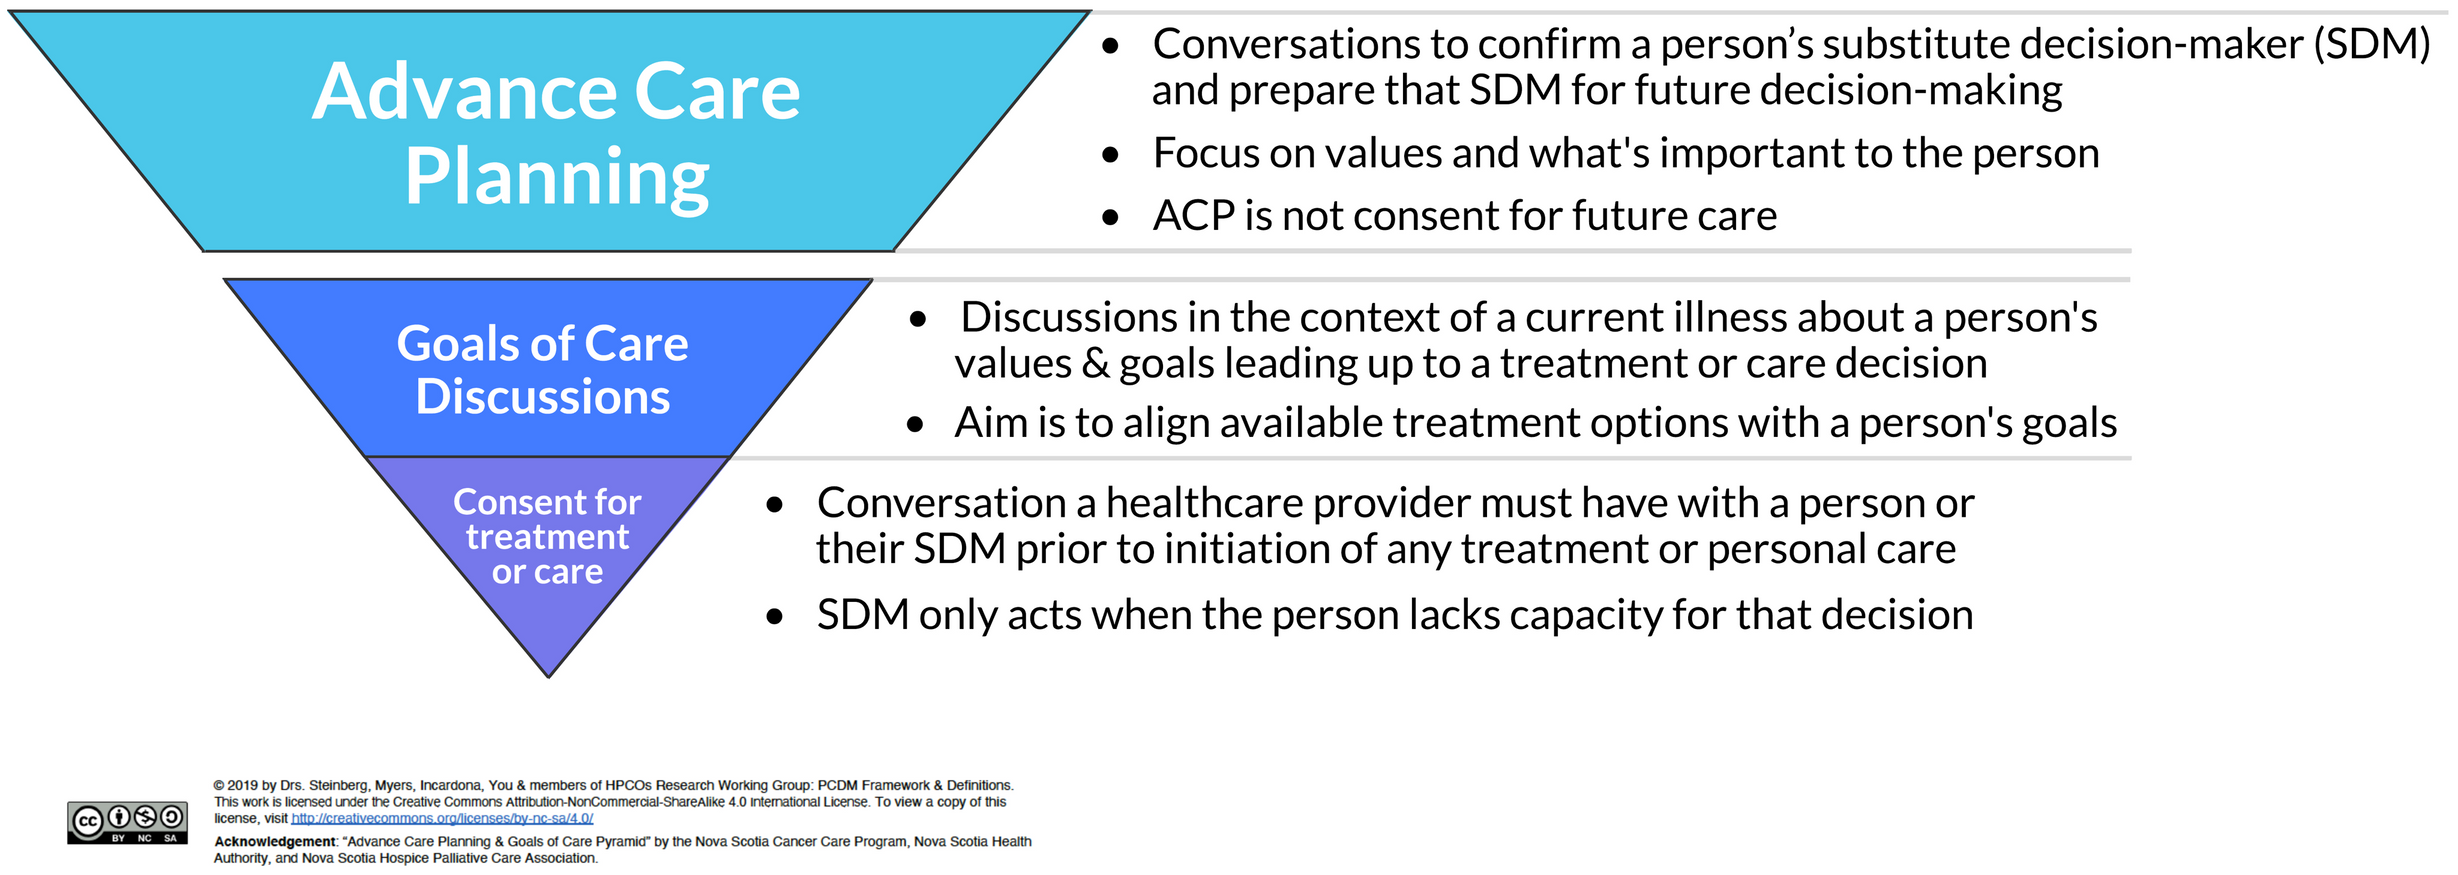 Advance Care
Planning
• Conversations to confirm a person’s substitute decision-maker (SDM)
and prepare that SDM for future decision-making
• Focus on values and what's important to the person
• ACP is not consent for future care
Goals of Care
Discussions
• Discussions in the context of a current illness about a person's
values & goals leading up to a treatment or care decision
• Aim is to align available treatment options with a person's goals
Consent for
treatment
or care
• Conversation a healthcare provider must have with a person or
their SDM prior to initiation of any treatment or personal care
• SDM only acts when the person lacks capacity for that decision
cc BY NC SA
© 2019 by Drs. Steinberg, Myers, Incardona, You & members of HPCOs Research Working Group: PCDM Framework & Definitions.
This work is licensed under the Creative Commons Attribution-NonCommercial-ShareAlike 4.0 International License. To view a copy of this
license, visit http://creativecommons.org/licenses/by-nc-sa/4.0/
Acknowledgement: “Advance Care Planning & Goals of Care Pyramid” by the Nova Scotia Cancer Care Program, Nova Scotia Health
Authority, and Nova Scotia Hospice Palliative Care Association.